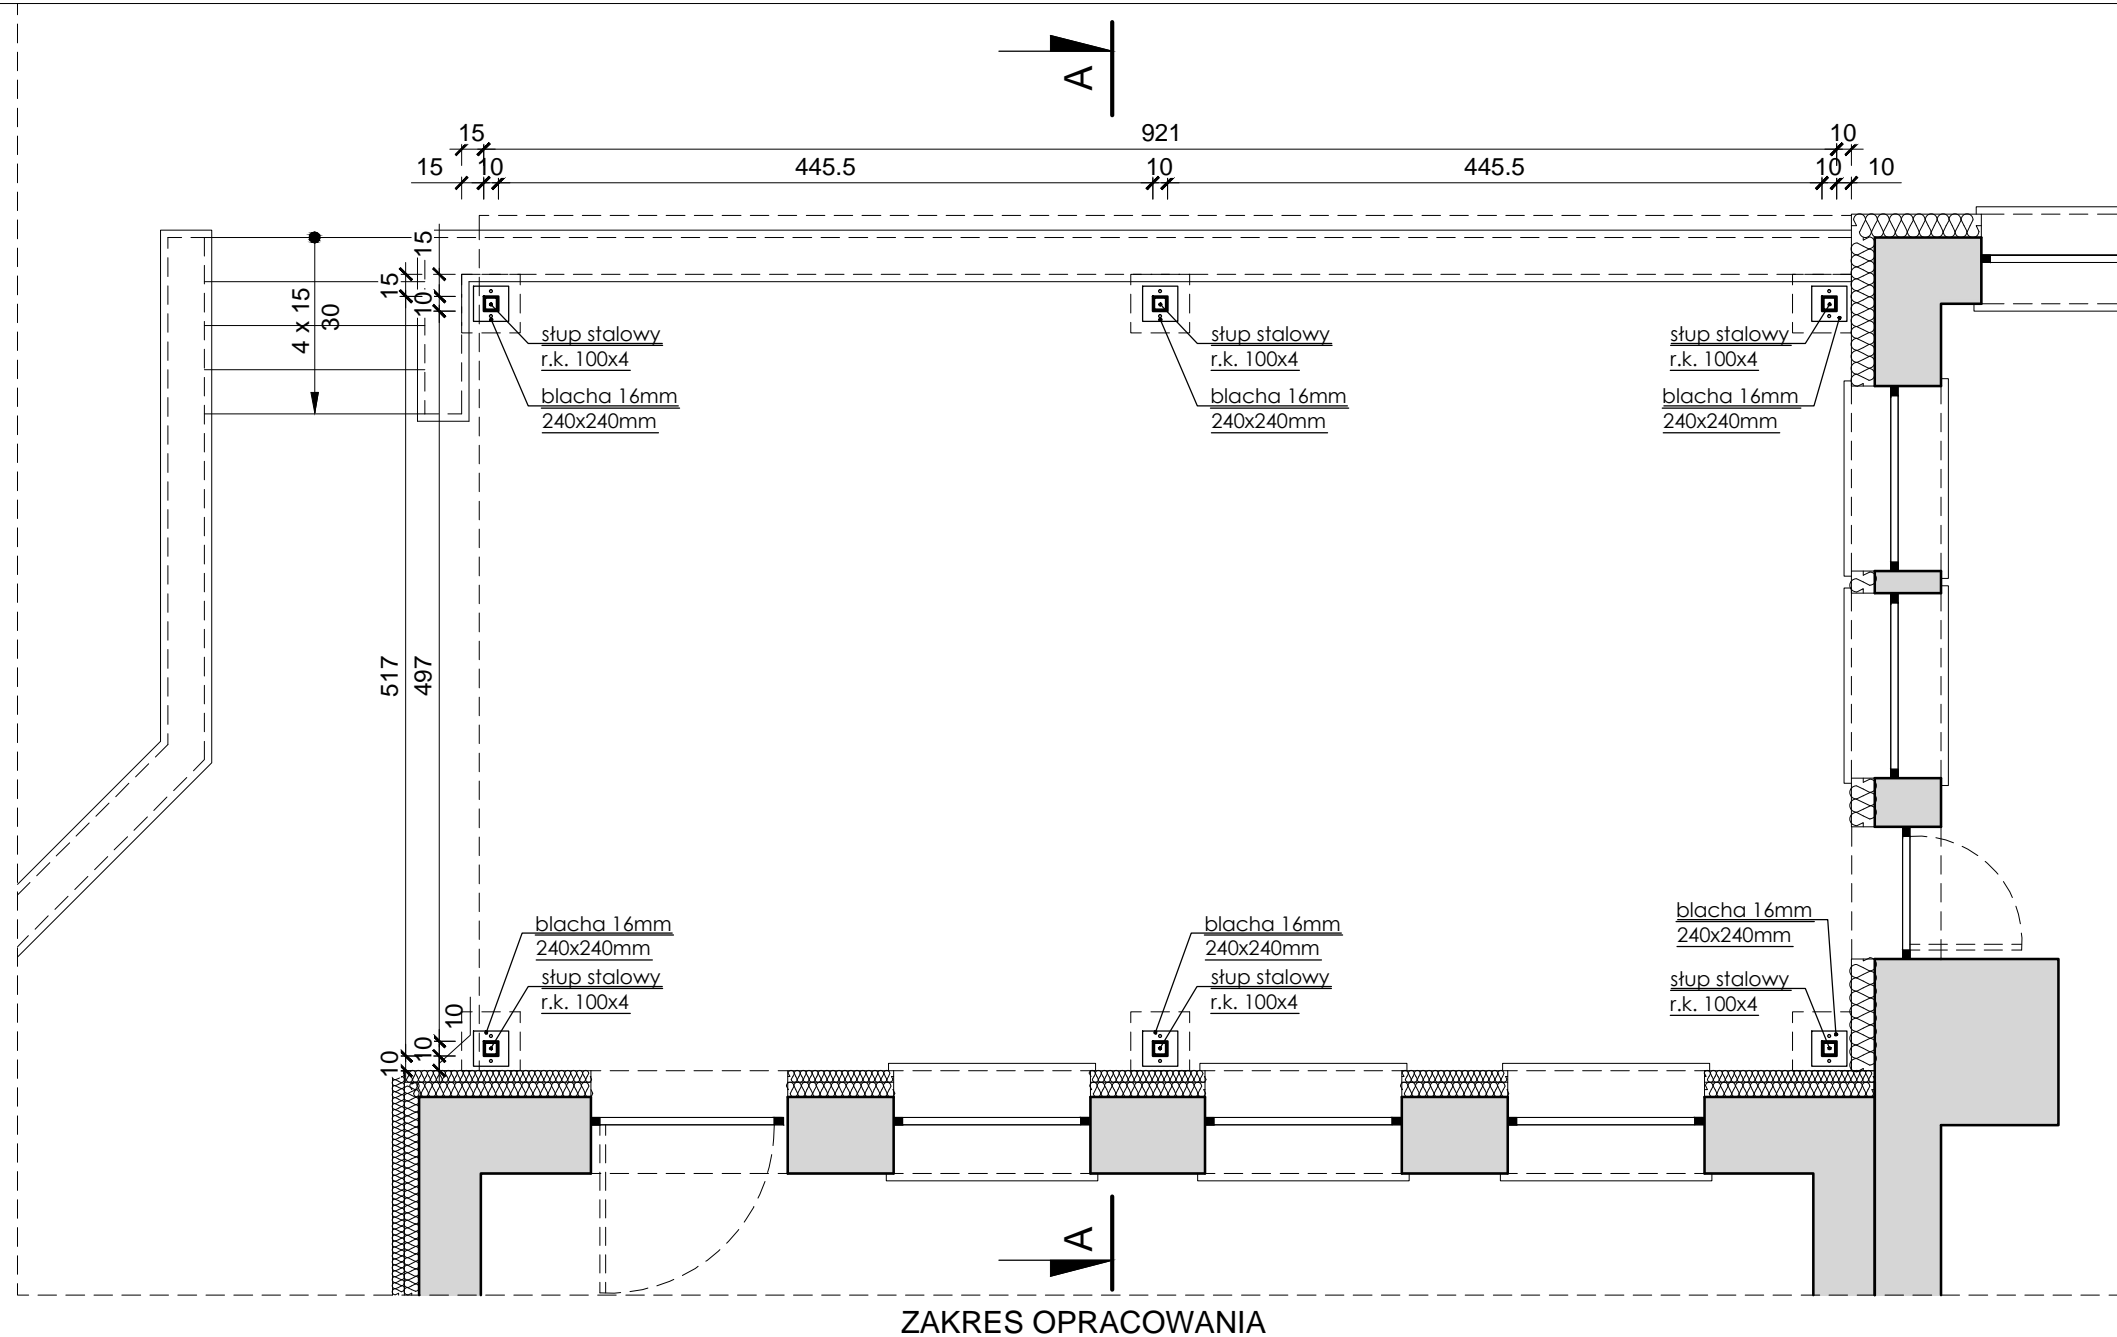 A
15
921
10
15
10
445.5
10
445.5
10
10
15
15
10
4 x 15
30
słup stalowy
r.k. 100x4
blacha 16mm
240x240mm
słup stalowy
r.k. 100x4
blacha 16mm
240x240mm
słup stalowy
r.k. 100x4
blacha 16mm
240x240mm
517
497
blacha 16mm
240x240mm
słup stalowy
r.k. 100x4
blacha 16mm
240x240mm
słup stalowy
r.k. 100x4
blacha 16mm
240x240mm
słup stalowy
r.k. 100x4
10
10
10
A
ZAKRES OPRACOWANIA